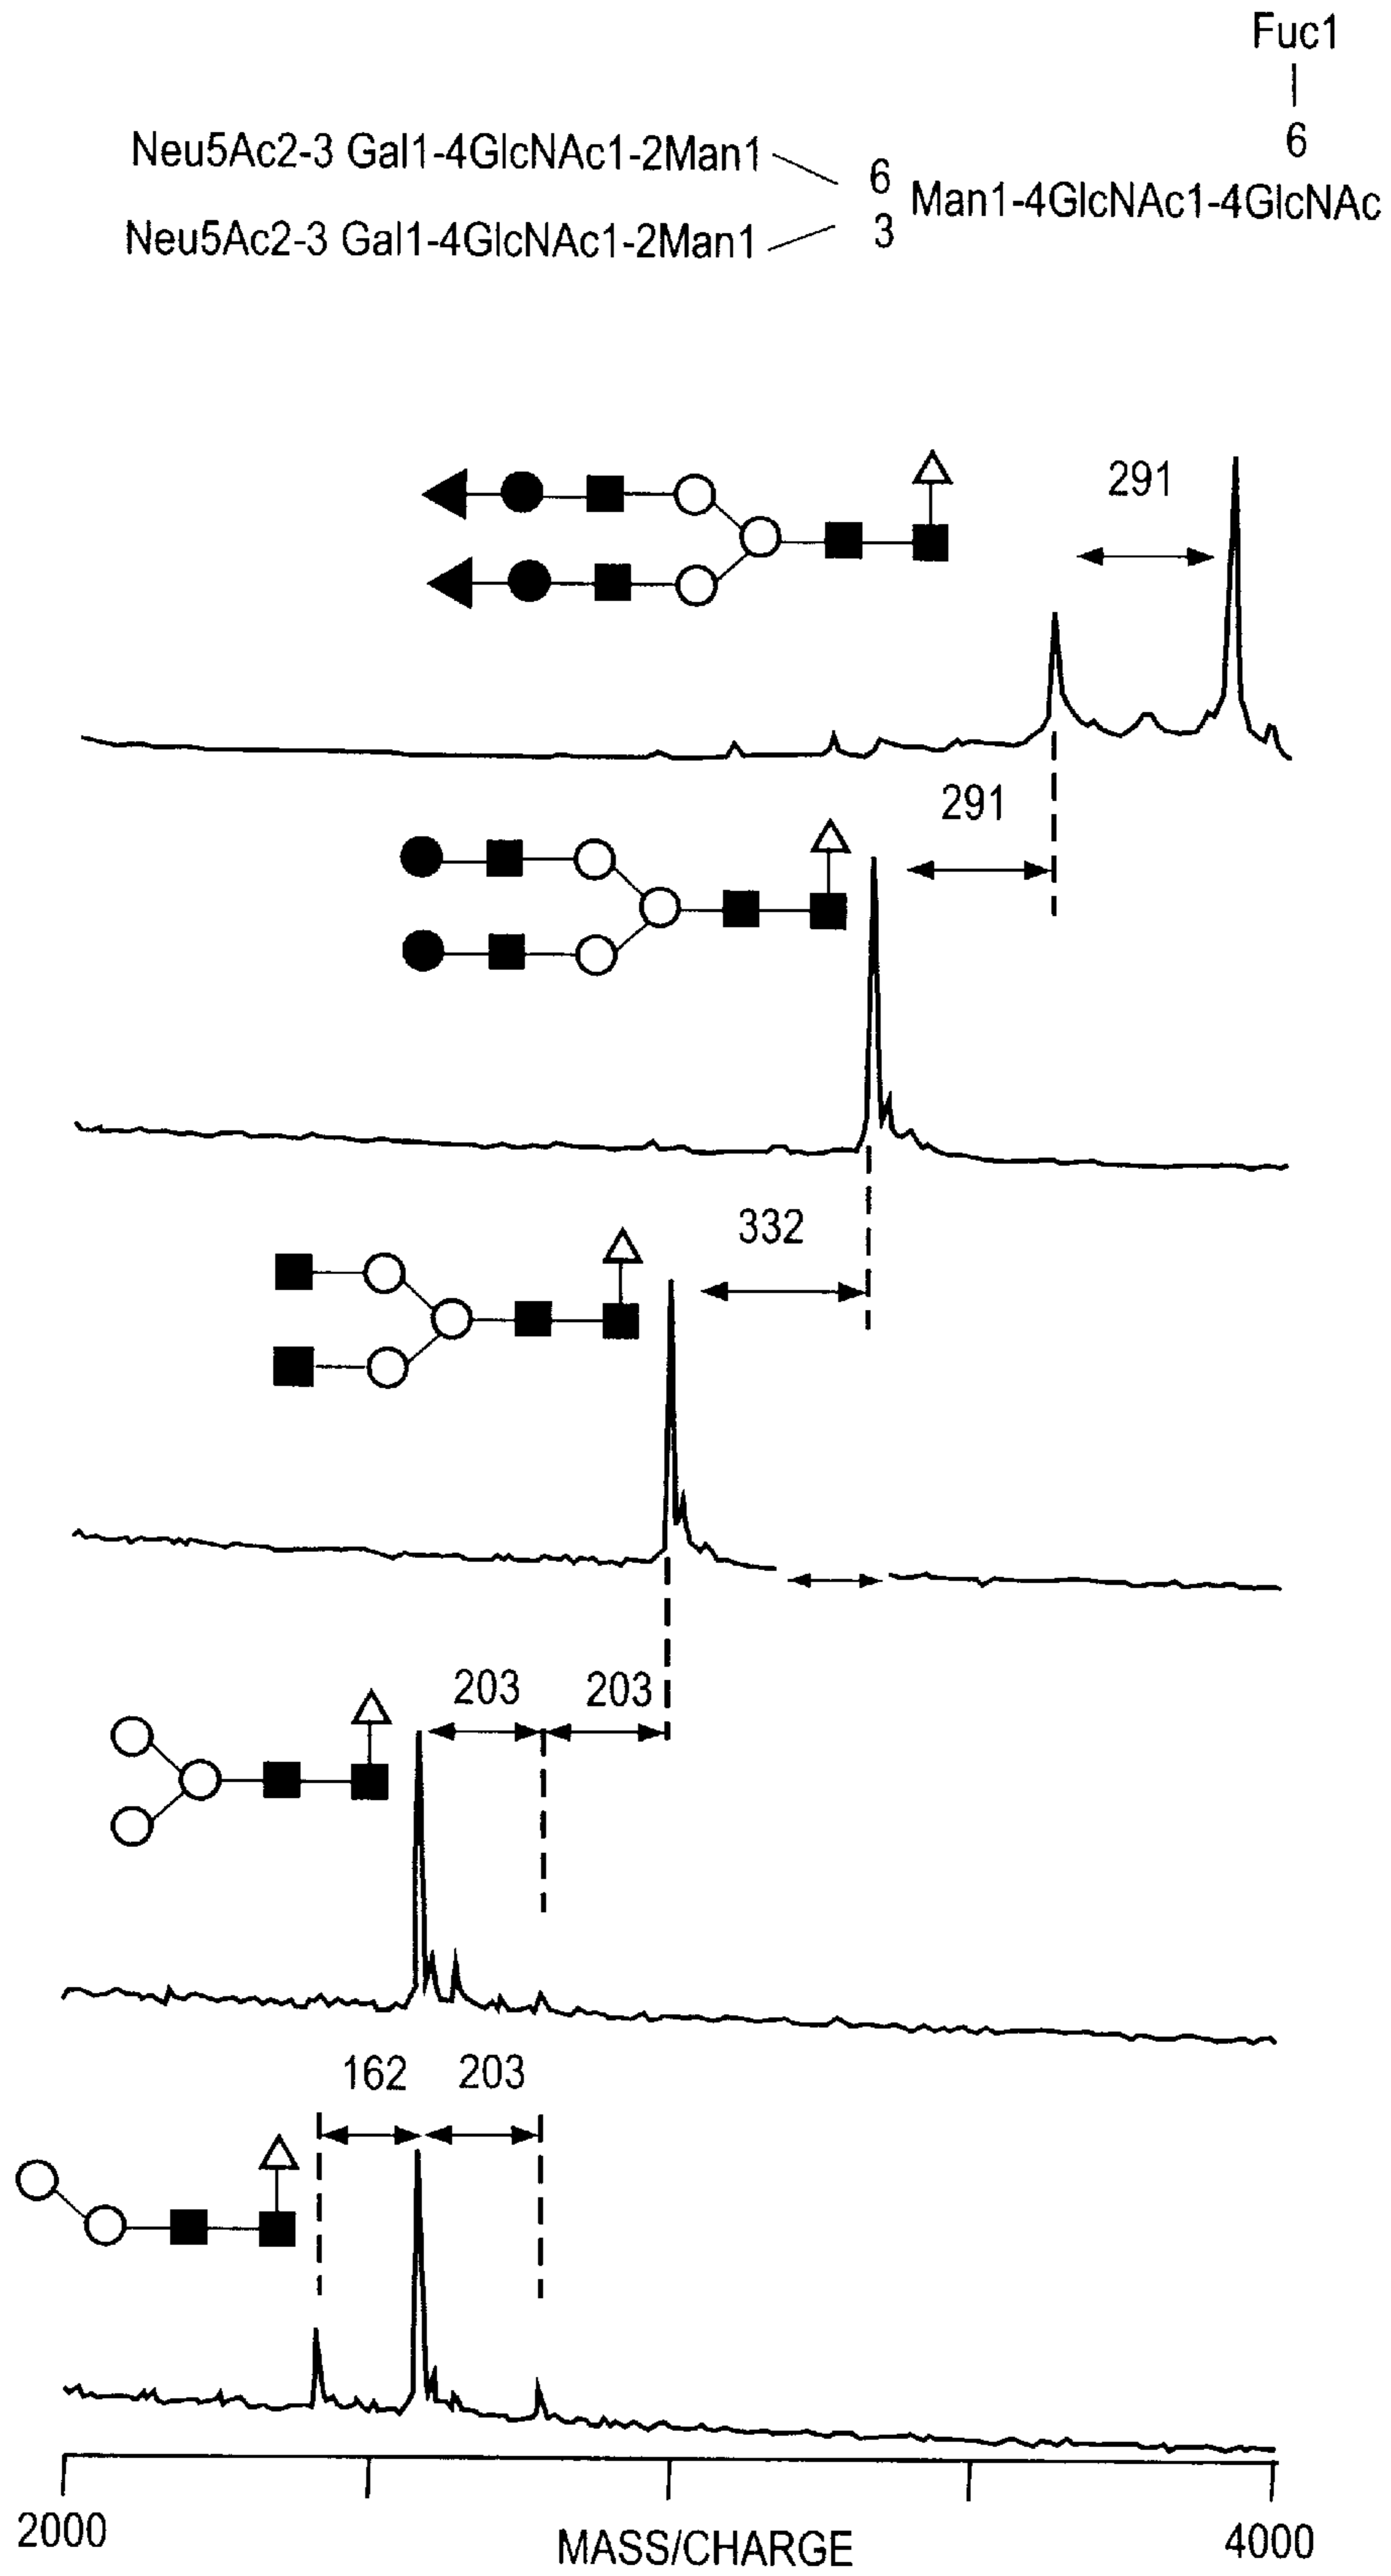 Fuc1
6
Neu5Ac2-3 Gal1-4GlcNAc1-2Man1
6
Man1-4GlcNAc1-4GlcNAc
Neu5Ac2-3 Gal1-4GlcNAc1-2Man1
3
291
291
332
203 203
162 203
2000 MASS/CHARGE 4000